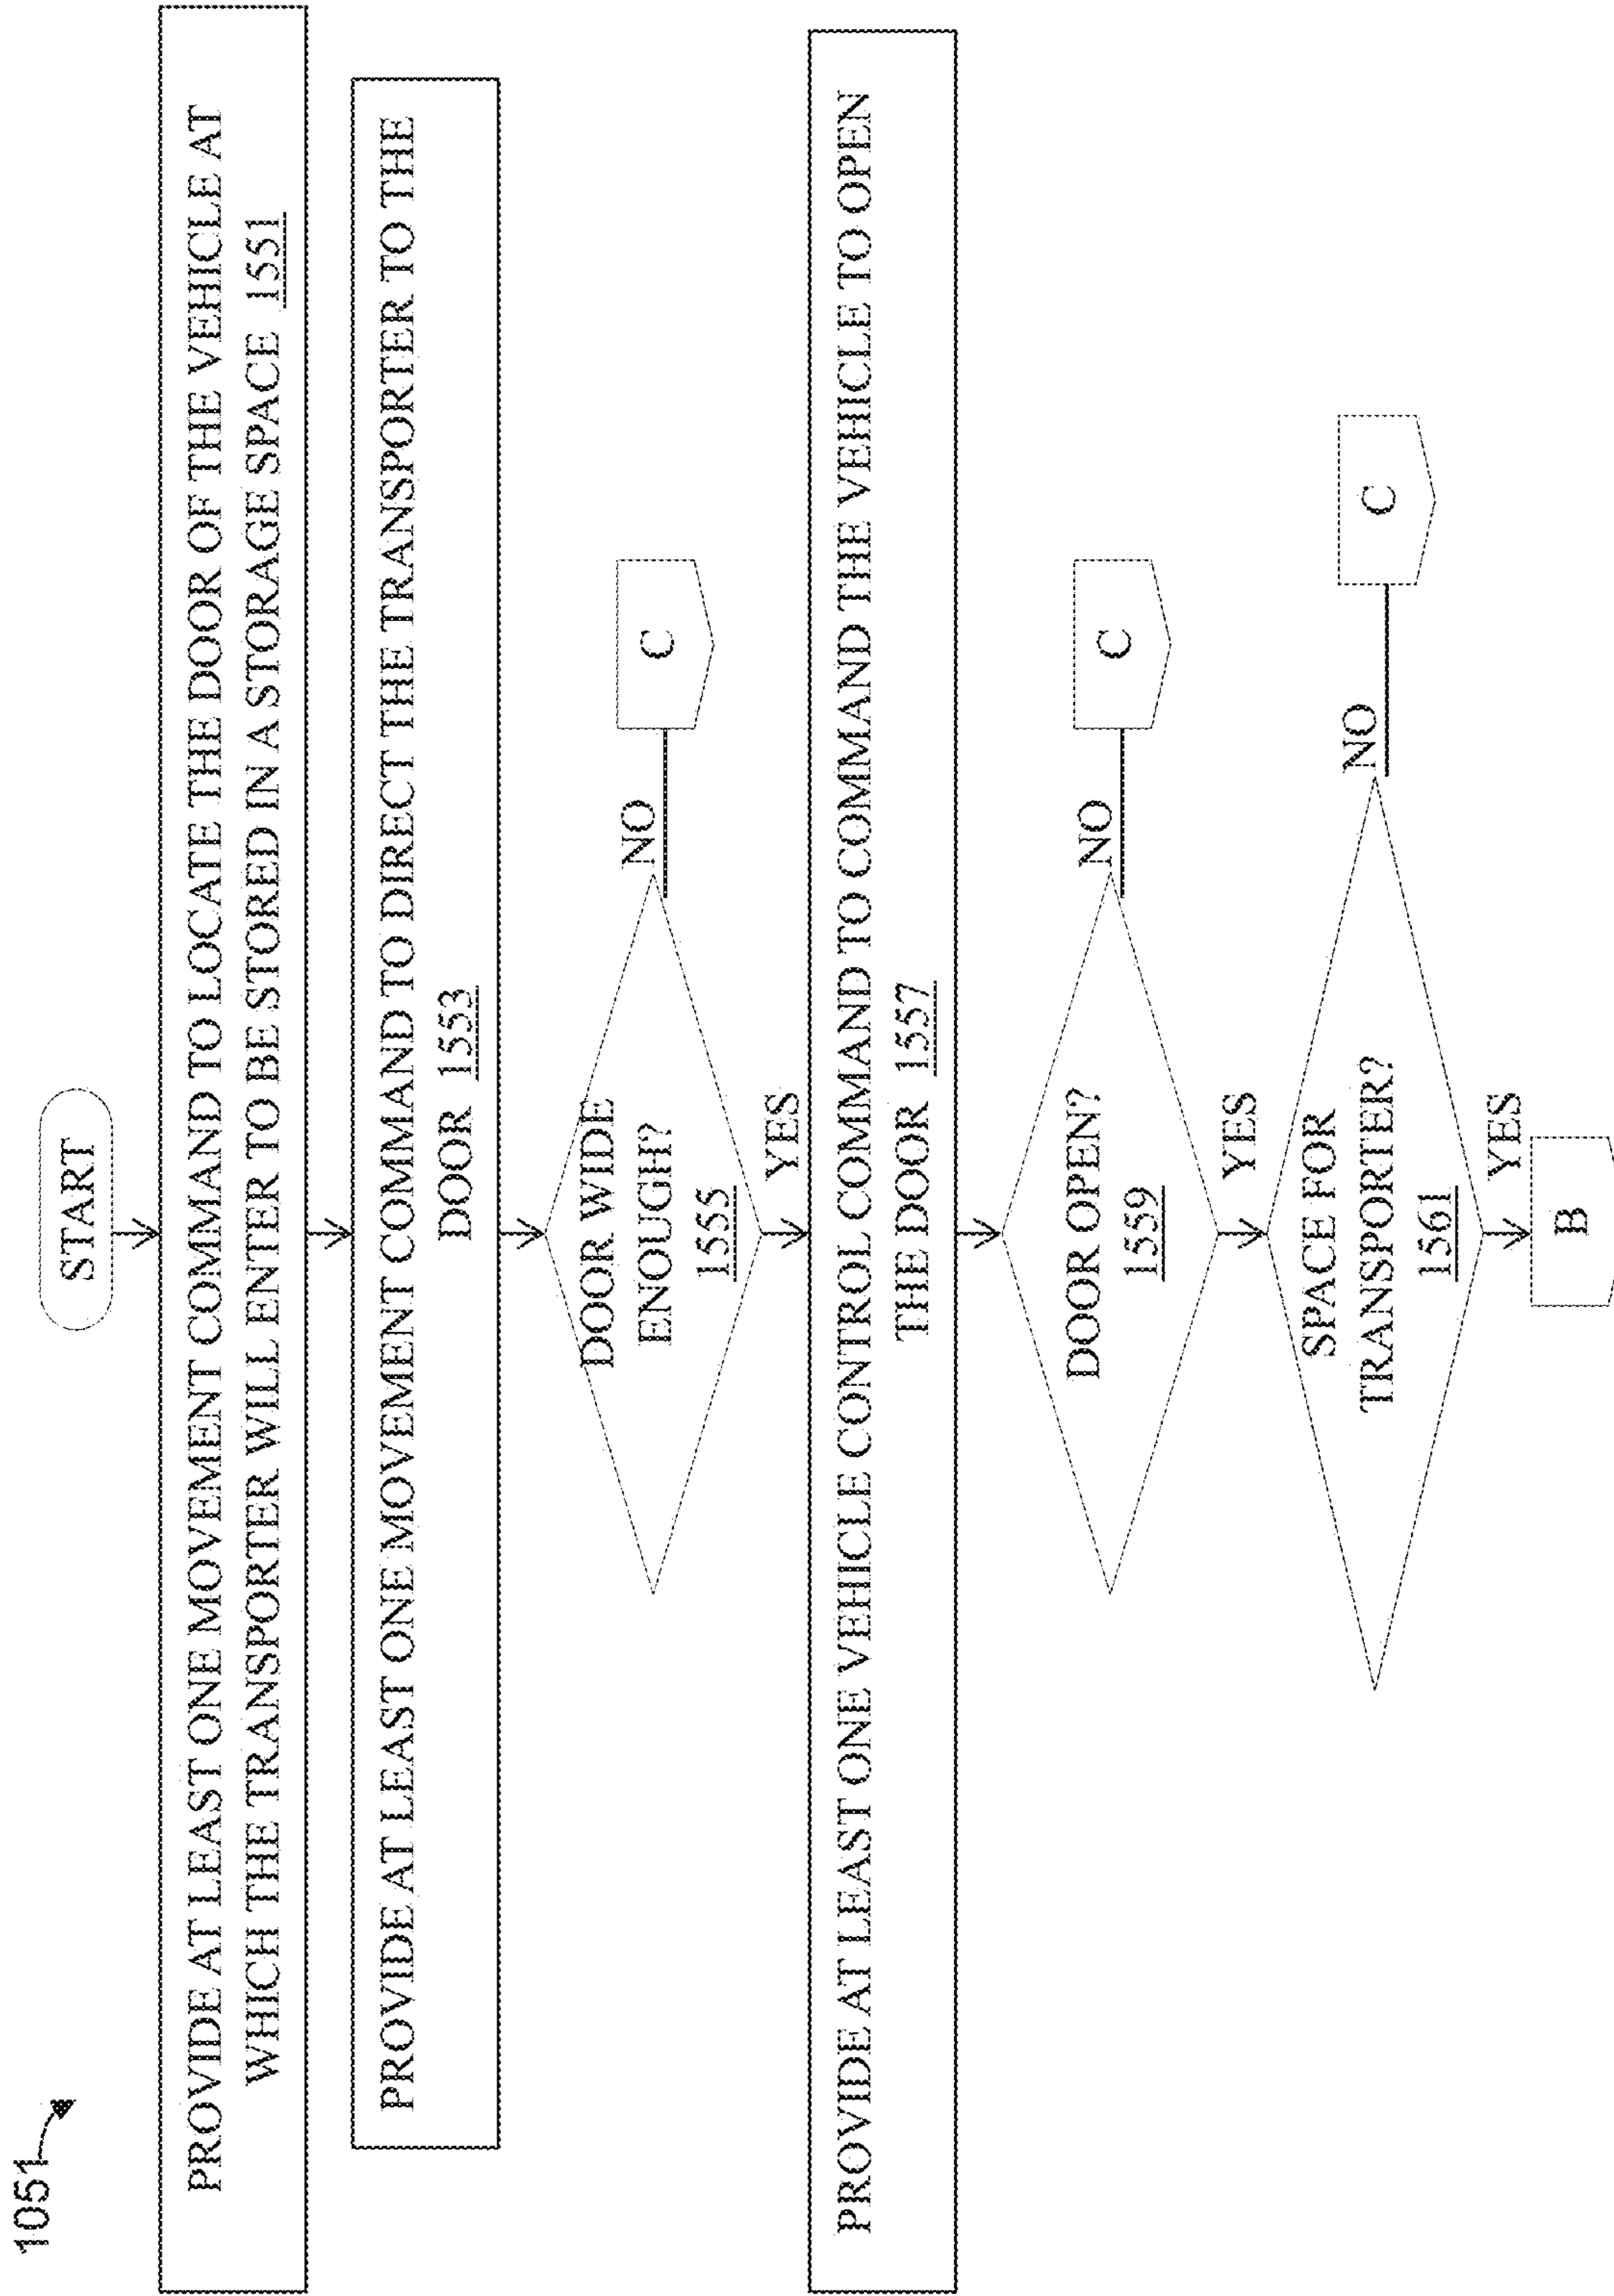 1051
START
PROVIDE AT LEAST ONE MOVEMENT COMMAND TO LOCATE THE DOOR OF THE VEHICLE AT
WHICH THE TRANSPORTER WILL ENTER TO BE STORED IN A STORAGE SPACE 1551
PROVIDE AT LEAST ONE MOVEMENT COMMAND TO DIRECT THE TRANSPORTER TO THE
DOOR 1553
DOOR WIDE
ENOUGH?
1555
NO
C
YES
PROVIDE AT LEAST ONE VEHICLE CONTROL COMMAND TO COMMAND THE VEHICLE TO OPEN
THE DOOR 1557
DOOR OPEN?
1559
NO
C
YES
SPACE FOR
TRANSPORTER?
1561
NO
C
YES
B